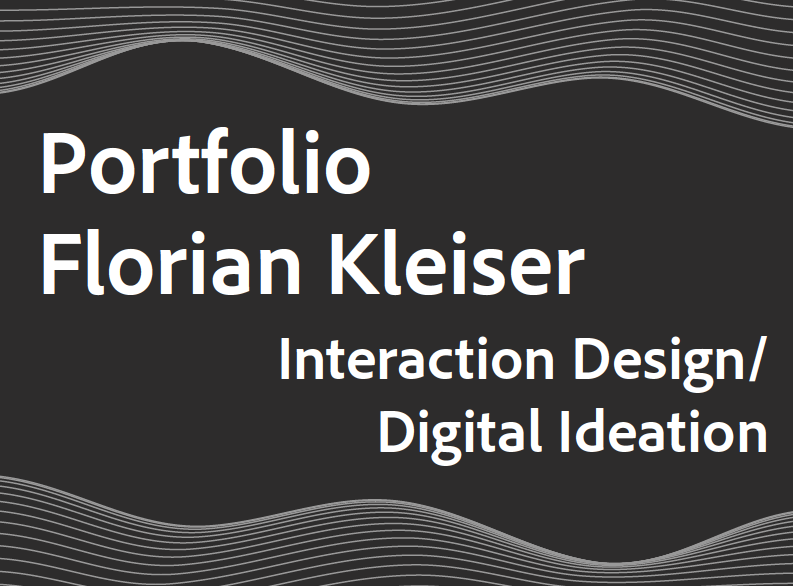 Portfolio
Florian Kleiser
Interaction Design/
Digital Ideation